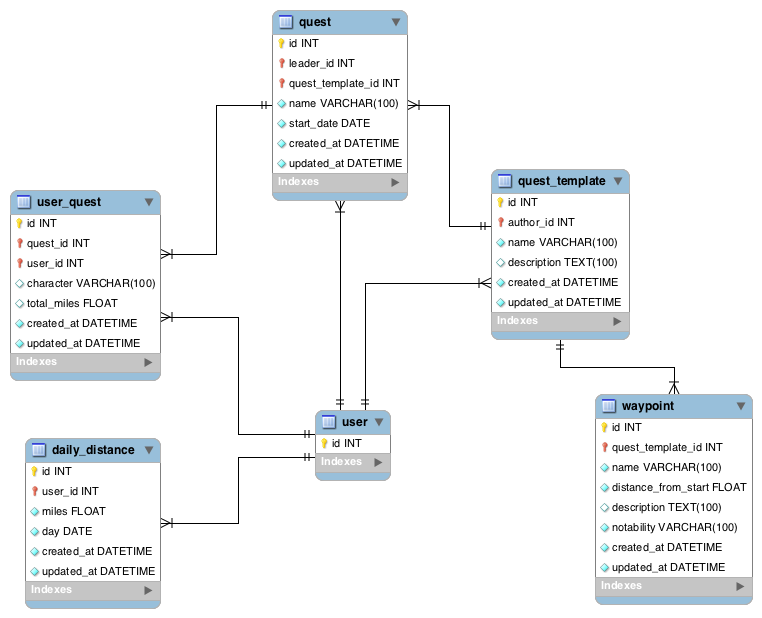 quest
id INT
leader_id INT
quest_template_id INT
name VARCHAR(100)
start_date DATE
created_at DATETIME
updated_at DATETIME
Indexes
quest_template
id INT
author_id INT
name VARCHAR(100)
description TEXT(100)
created_at DATETIME
updated_at DATETIME
Indexes
user_quest
id INT
quest_id INT
user_id INT
character VARCHAR(100)
total_miles FLOAT
created_at DATETIME
updated_at DATETIME
Indexes
user
id INT
Indexes
waypoint
id INT
quest_template_id INT
name VARCHAR(100)
distance_from_start FLOAT
description TEXT(100)
notability VARCHAR(100)
created_at DATETIME
updated_at DATETIME
Indexes
daily_distance
id INT
user_id INT
miles FLOAT
day DATE
created_at DATETIME
updated_at DATETIME
Indexes